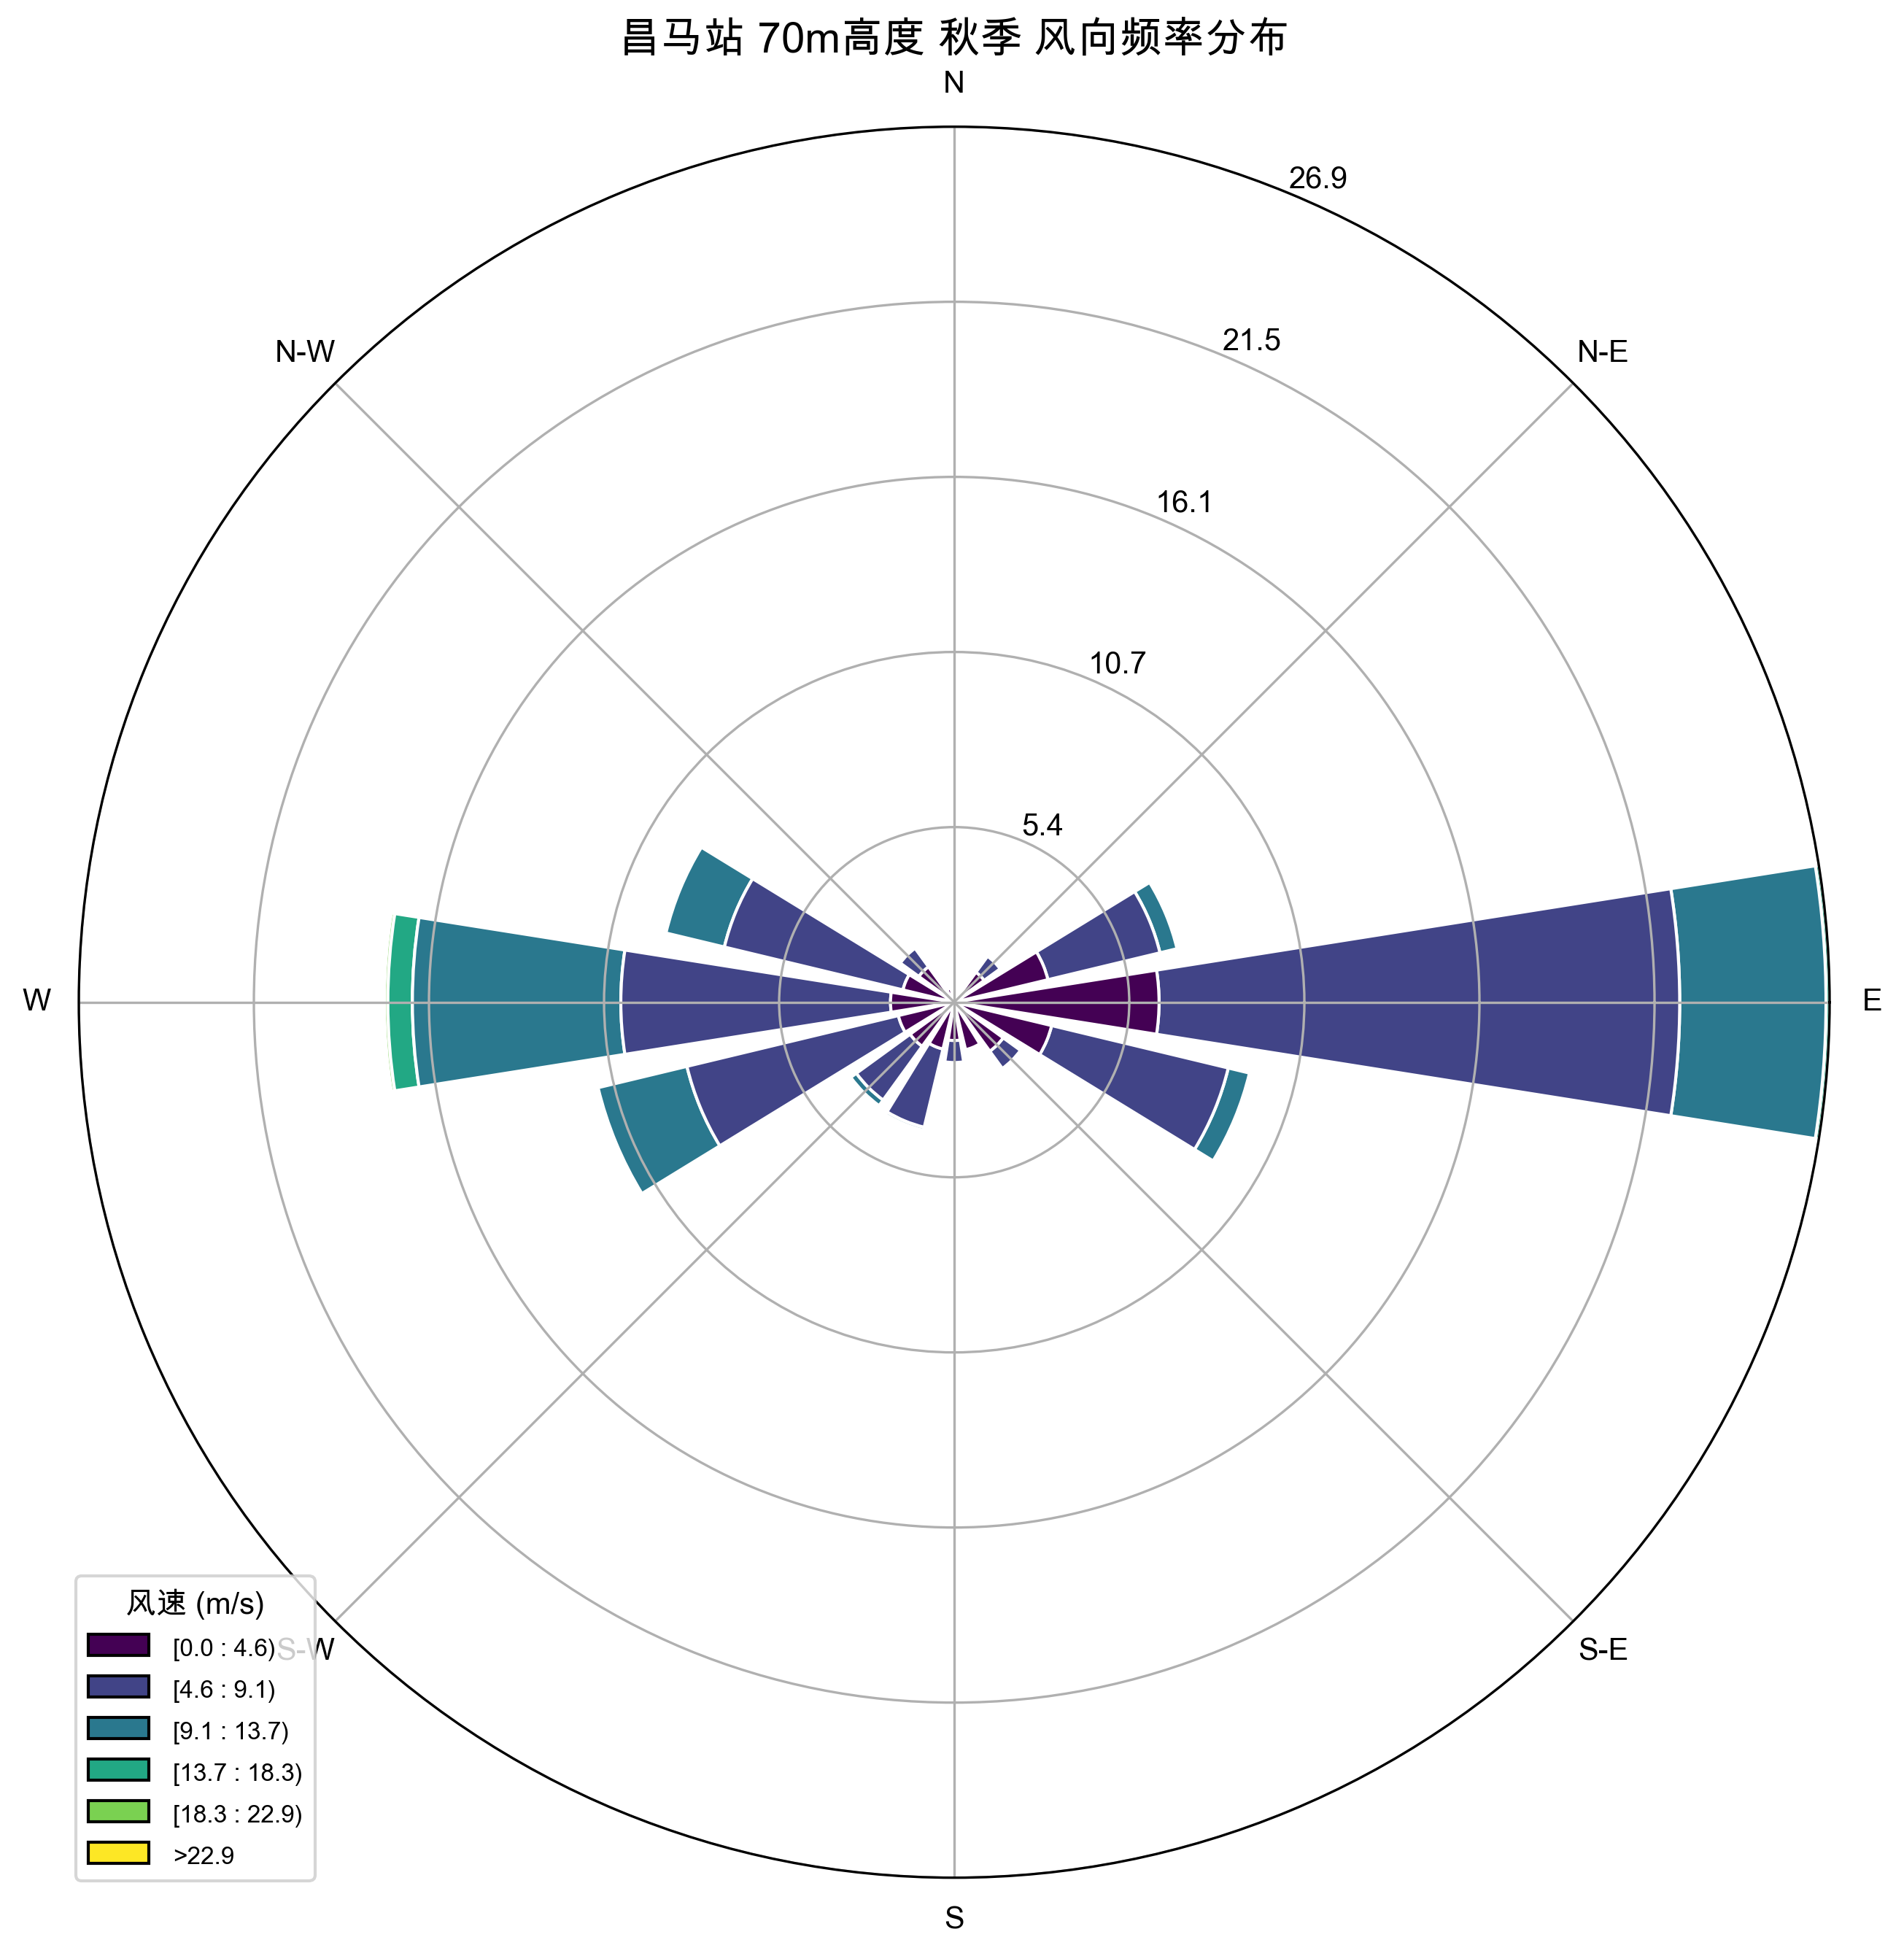 昌马站 70m高度 秋季 风向频率分布
N
26.9
N-W
N-E
21.5
16.1
10.7
5.4
W
E
S-W
S-E
S
风速 (m/s)
[0.0 : 4.6)
[4.6 : 9.1)
[9.1 : 13.7)
[13.7 : 18.3)
[18.3 : 22.9)
>22.9